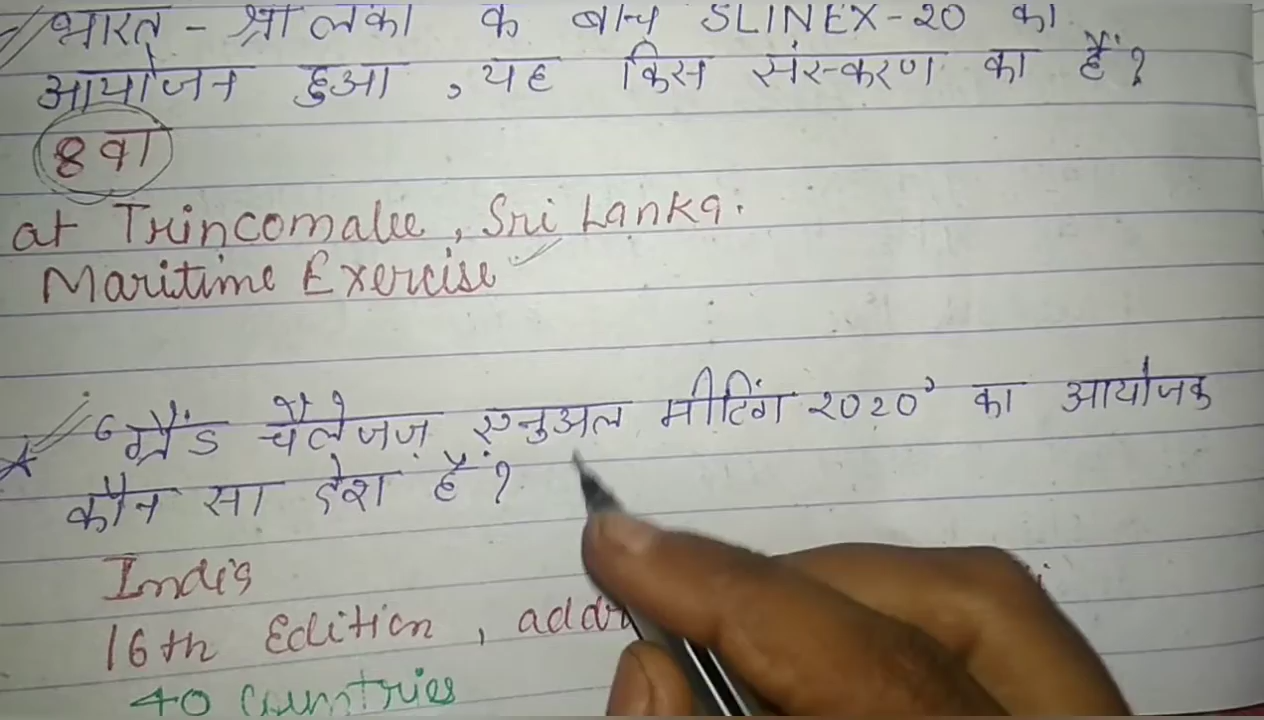 भारत - श्रीलंका के बीच SLINEX-20 का
आयोजन हुआ , यह किस संस्करण का है ?
8वां
at Trincomalee , Sri Lanka.
Maritime Exercise
'ग्रैंड चैलेंजेज़ एनुअल मीटिंग 2020' का आयोजक
कौन सा देश है ?
India
16th Edition ,
40 Countries